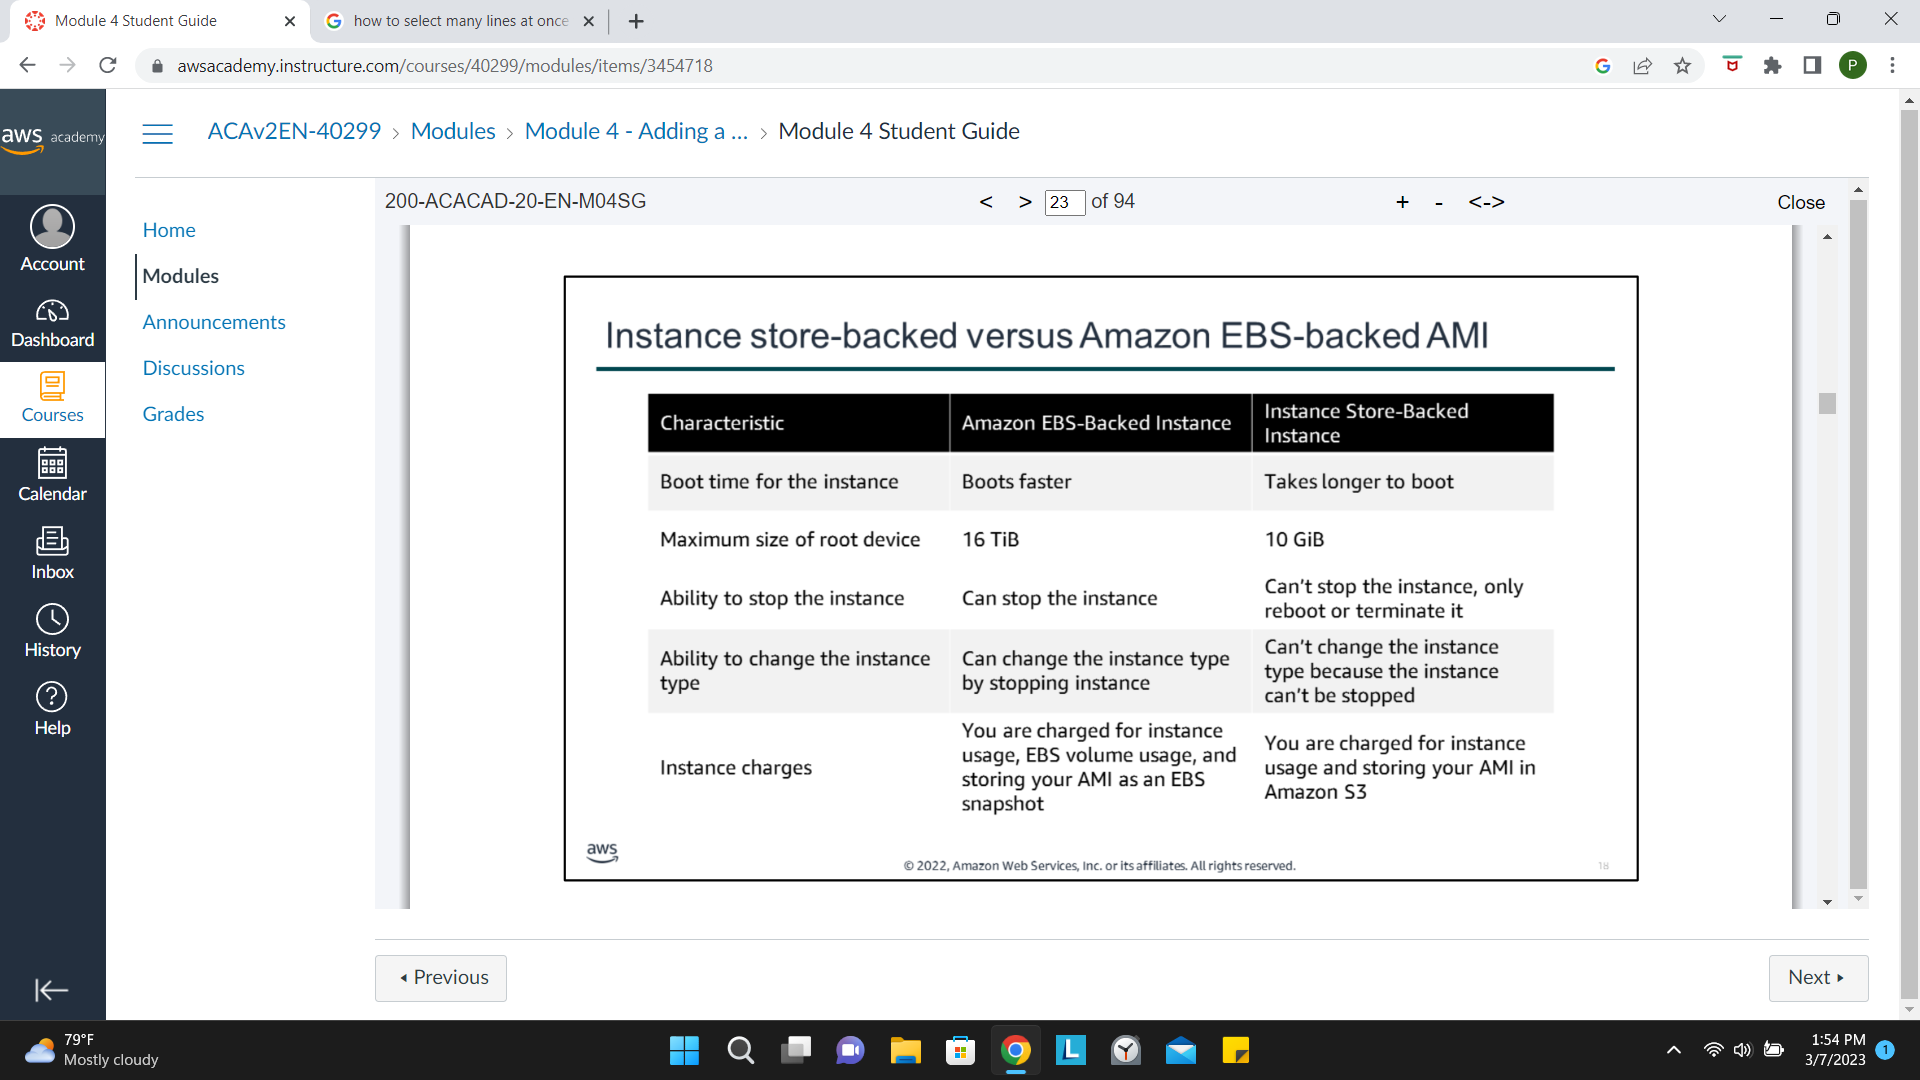 Module 4 Student Guide
how to select many lines at once
awsacademy.instructure.com/courses/40299/modules/items/3454718
P
aws academy
ACAv2EN-40299 > Modules > Module 4 - Adding a ... > Module 4 Student Guide
Account
Dashboard
Courses
Calendar
Inbox
History
Help
Home
Modules
Announcements
Discussions
Grades
200-ACACAD-20-EN-M04SG
< > 23 of 94
+ - <->
Close
Instance store-backed versus Amazon EBS-backed AMI
Characteristic
Amazon EBS-Backed Instance
Instance Store-Backed
Instance
Boot time for the instance
Boots faster
Takes longer to boot
Maximum size of root device
16 TiB
10 GiB
Ability to stop the instance
Can stop the instance
Can't stop the instance, only
reboot or terminate it
Ability to change the instance
type
Can change the instance type
by stopping instance
Can't change the instance
type because the instance
can't be stopped
Instance charges
You are charged for instance
usage, EBS volume usage, and
storing your AMI as an EBS
snapshot
You are charged for instance
usage and storing your AMI in
Amazon S3
aws
© 2022, Amazon Web Services, Inc. or its affiliates. All rights reserved.
18
Previous
Next
79°F
Mostly cloudy
L
1:54 PM
3/7/2023
1